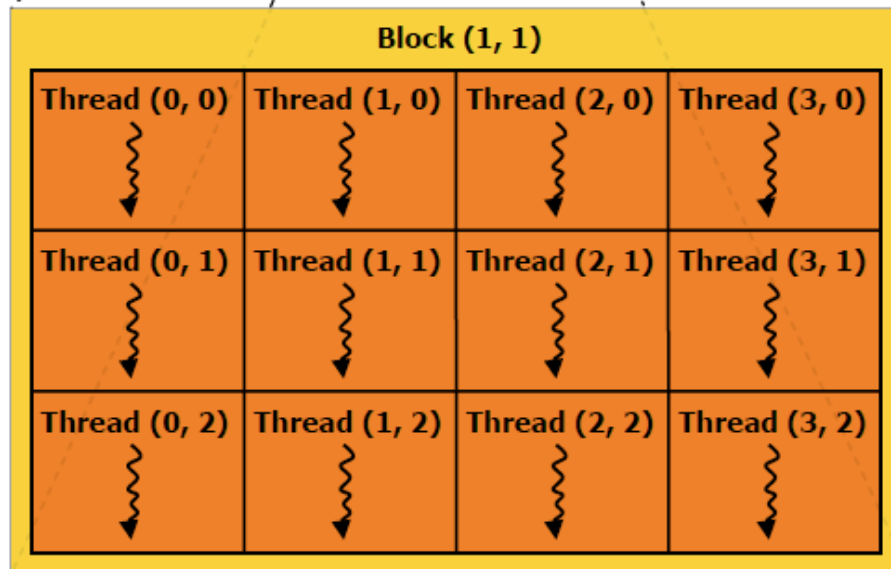 Block (1, 1)
Thread (0, 0) Thread (1, 0) Thread (2, 0) Thread (3, 0)
Thread (0, 1) Thread (1, 1) Thread (2, 1) Thread (3, 1)
Thread (0, 2) Thread (1, 2) Thread (2, 2) Thread (3, 2)